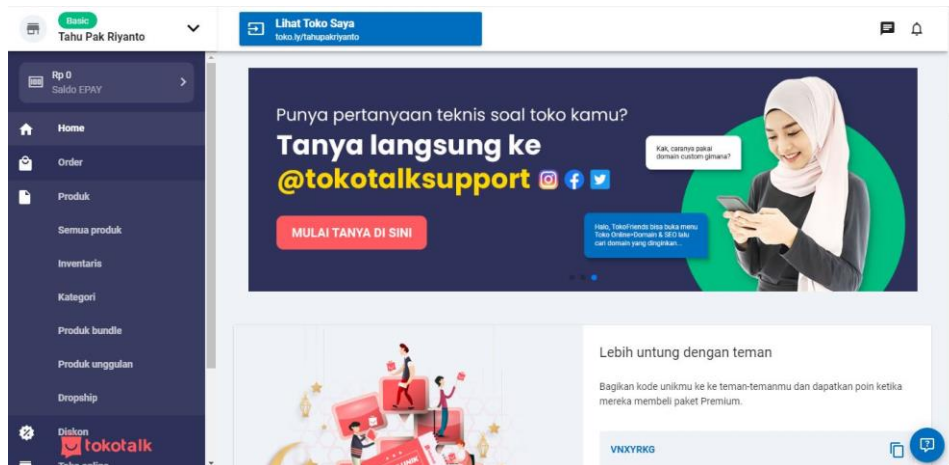 Basic
Tahu Pak Riyanto
Lihat Toko Saya
toko.ly/tahupakriyanto
Rp 0
Saldo EPAY
Home
Order
Produk
Semua produk
Inventaris
Kategori
Produk bundle
Produk unggulan
Dropship
Diskon
tokotalk
Toko online
Punya pertanyaan teknis soal toko kamu?
Tanya langsung ke
@tokotalksupport
MULAI TANYA DI SINI
Kak, caranya pakai
domain custom gimana?
Halo, TokoFriends bisa buka menu
Toko Online>Domain & SEO lalu
cari domain yang diinginkan...
Lebih untung dengan teman
Bagikan kode unikmu ke ke teman-temanmu dan dapatkan poin ketika
mereka membeli paket Premium.
VNXYRKG